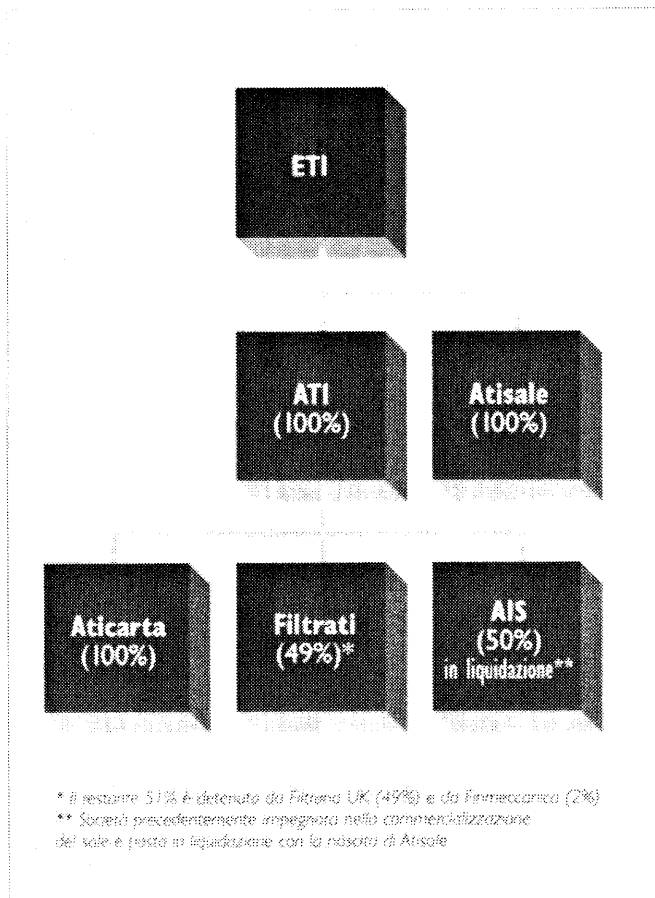 ETI
ATI
(100%)
Atisale
(100%)
Aticarta
(100%)
Filtrati
(49%)*
AIS
(50%)
in liquidazione**
* Il restante 51% è detenuto da Filtrona UK (49%) e da Finmeccanica (2%)
** Società precedentemente impegnata nella commercializzazione
del sale e posta in liquidazione con la nascita di Atisale